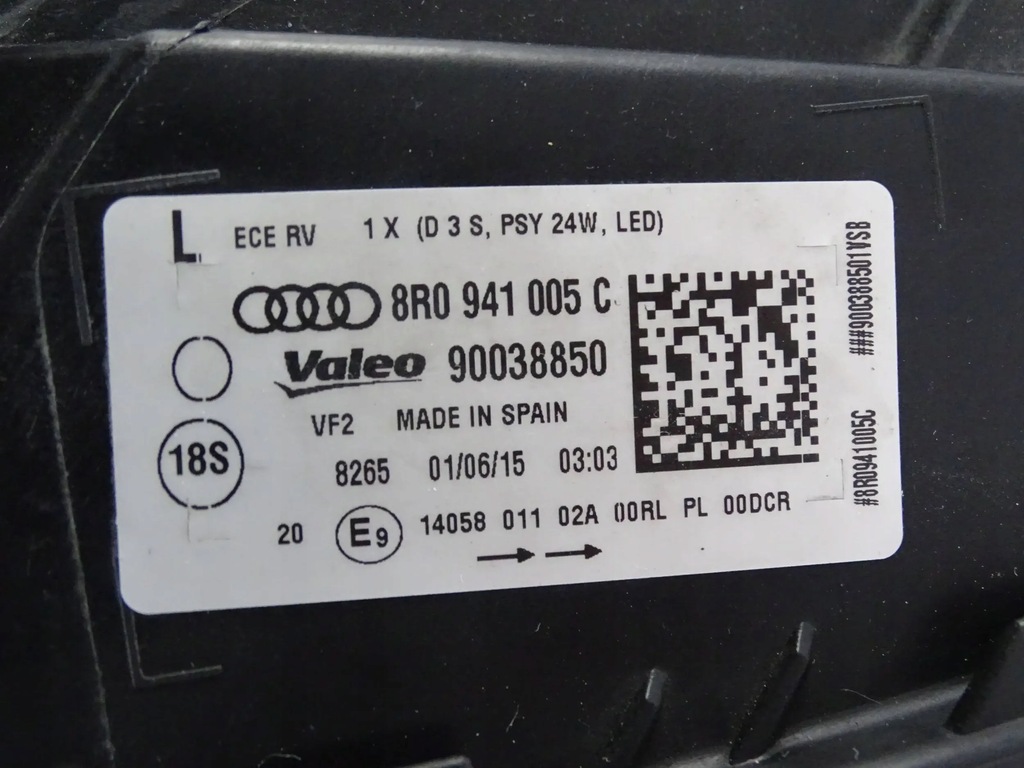 L ECE RV 1 X (D 3 S, PSY 24W, LED)
8R0 941 005 C
Valeo 90038850
VF2 MADE IN SPAIN
18S
8265 01/06/15 03:03
20 E9 14058 011 02A 00RL PL 00DCR
#8R0941005C ###900388501VSB